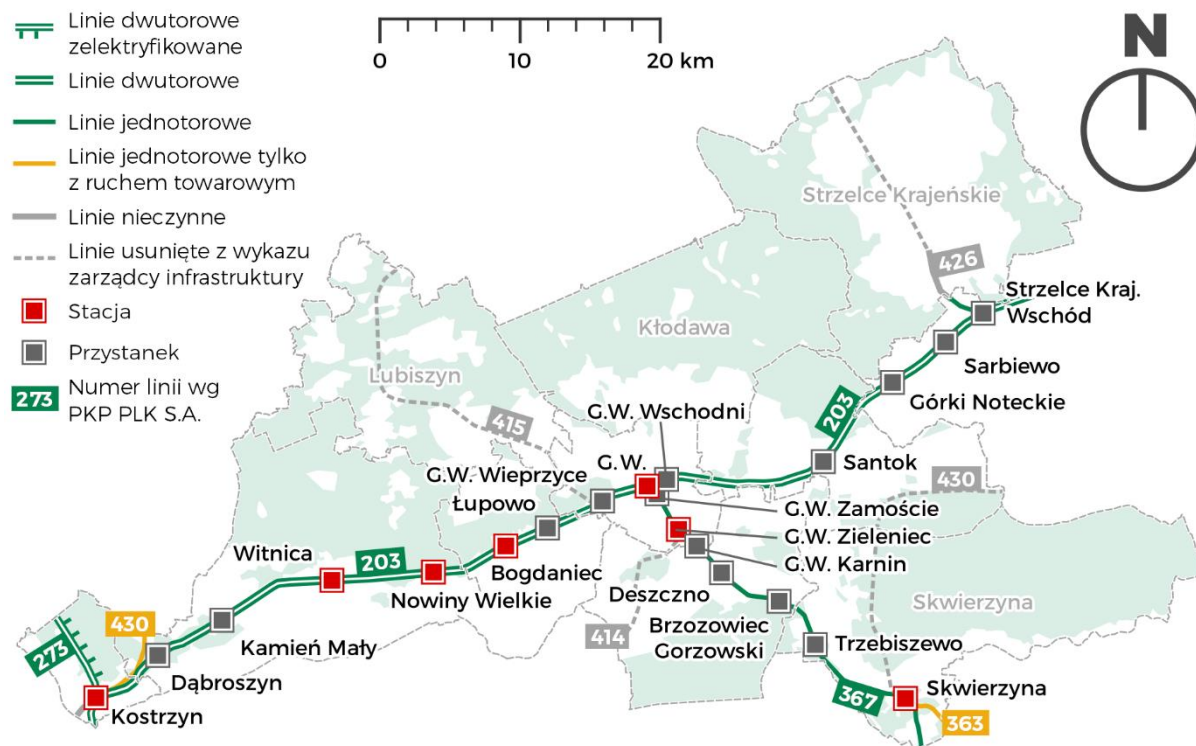 Linie dwutorowe
zelektryfikowane
Linie dwutorowe
Linie jednotorowe
Linie jednotorowe tylko
z ruchem towarowym
Linie nieczynne
Linie usunięte z wykazu
zarządcy infrastruktury
Stacja
Przystanek
273
Numer linii wg
PKP PLK S.A.
0
10
20 km
N
Strzelce Krajeńskie
426
Strzelce Kraj.
Wschód
Kłodawa
Sarbiewo
Lubiszyn
Górki Noteckie
203
415
G.W. Wschodni
Santok
430
G.W. Wieprzyce
G.W.
Łupowo
G.W. Zamoście
G.W. Zieleniec
G.W. Karnin
Witnica
203
Bogdaniec
Nowiny Wielkie
Deszczno
Skwierzyna
414
Brzozowiec
Gorzowski
430
Kamień Mały
Trzebiszewo
273
Dąbroszyn
Skwierzyna
367
363
Kostrzyn